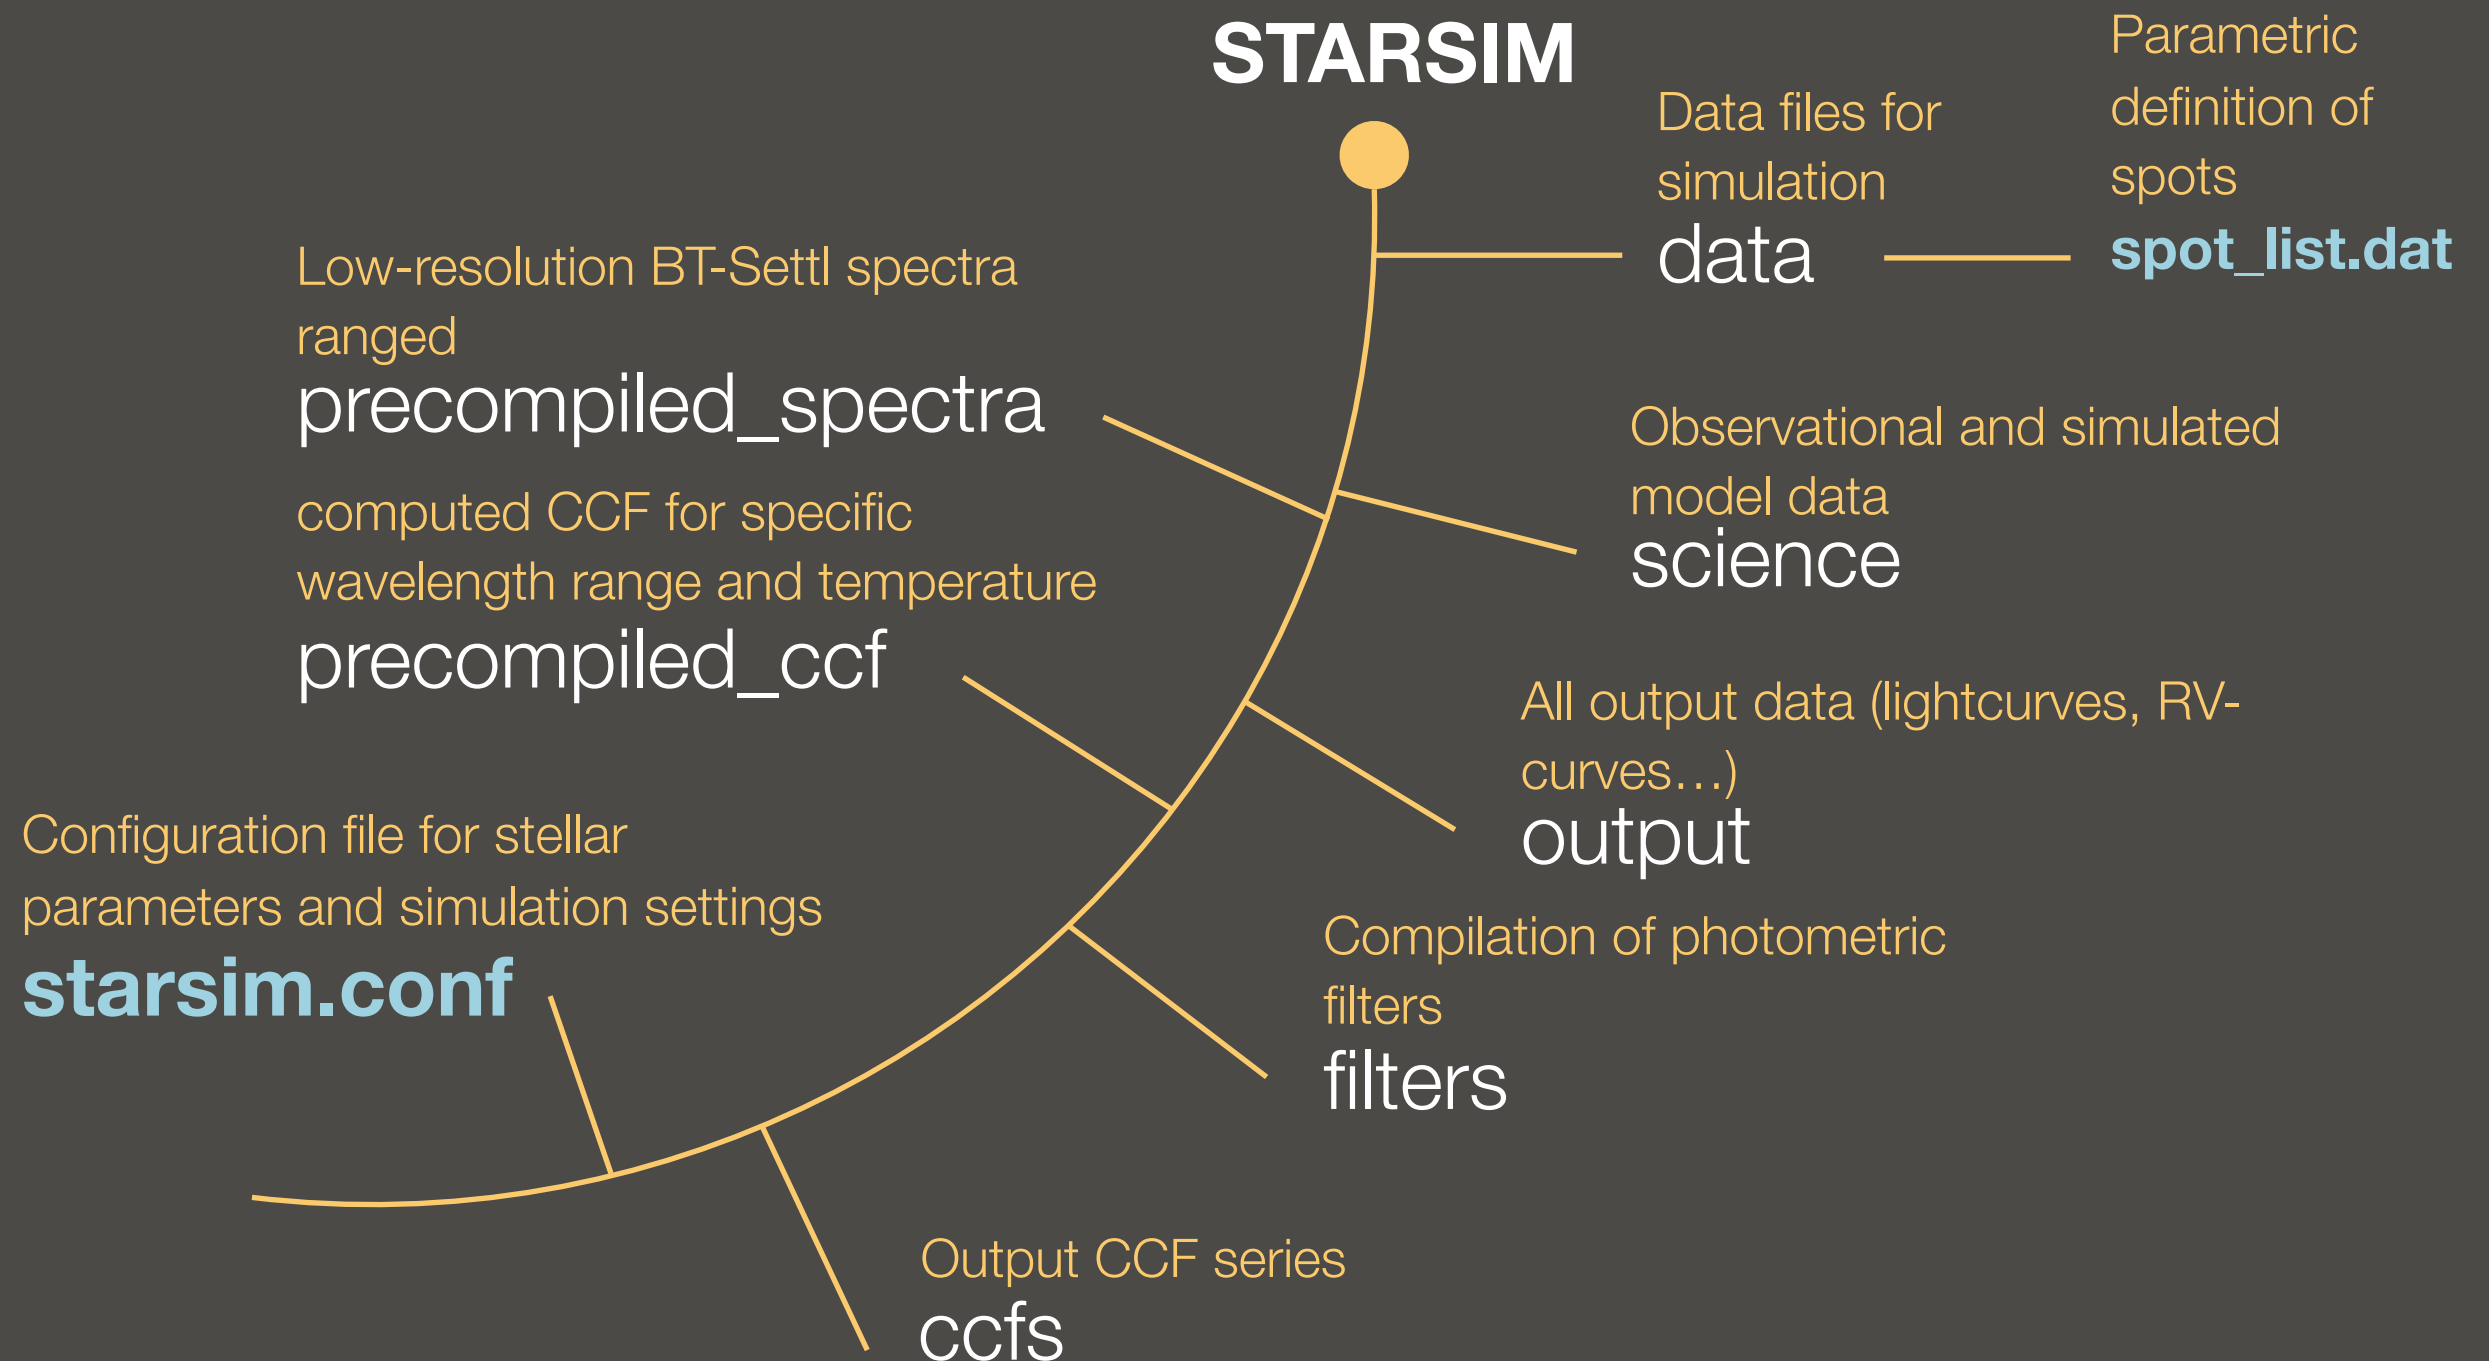 STARSIM
Parametric
definition of
spots
spot_list.dat
Data files for
simulation
data
Low-resolution BT-Settl spectra
ranged
precompiled_spectra
Observational and simulated
model data
science
computed CCF for specific
wavelength range and temperature
precompiled_ccf
All output data (lightcurves, RV-
curves…)
output
Configuration file for stellar
parameters and simulation settings
starsim.conf
Compilation of photometric
filters
filters
Output CCF series
ccfs